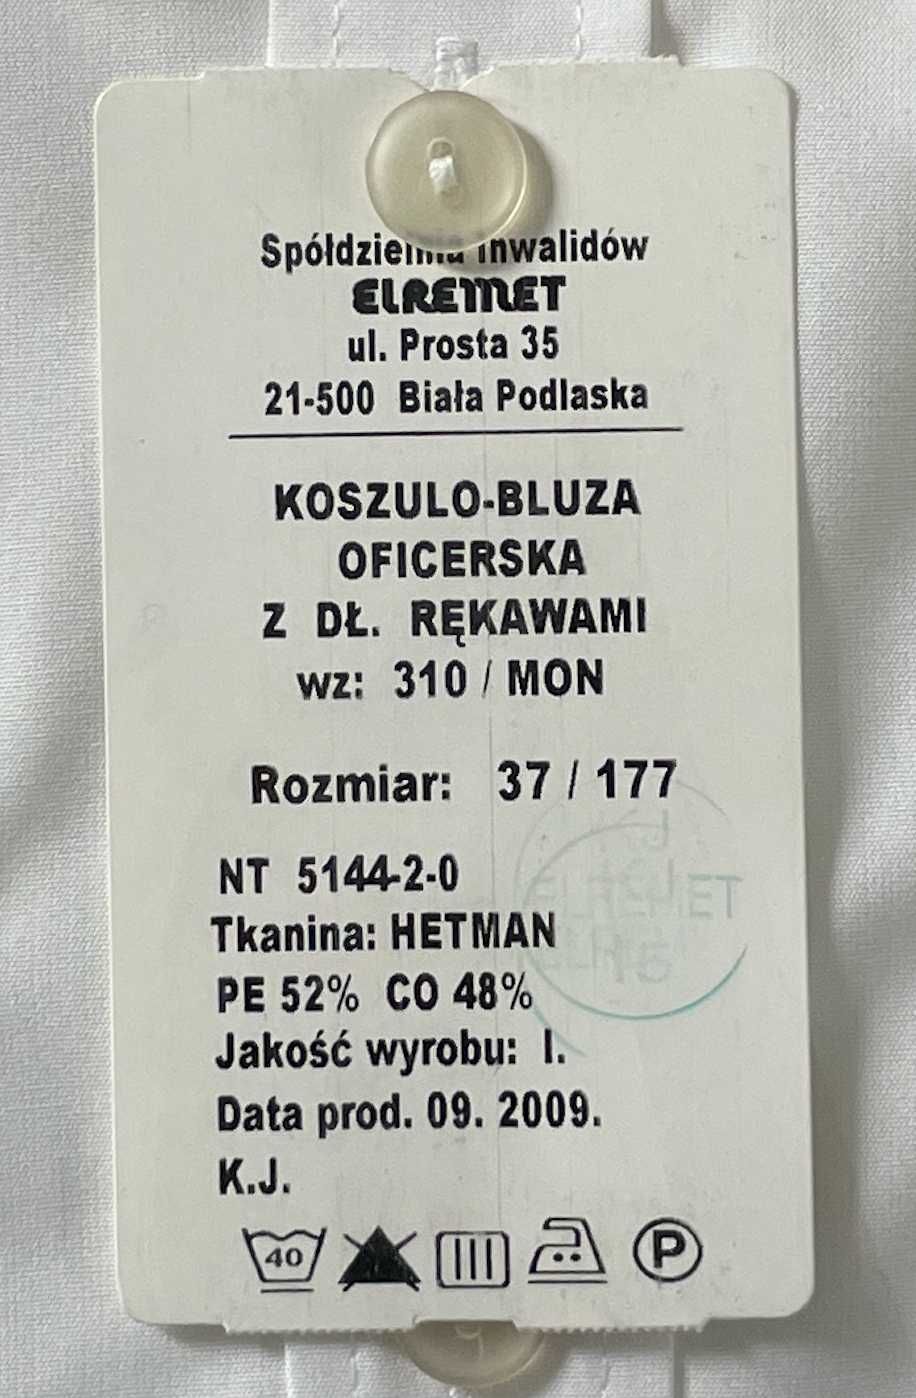 Spółdzielnia Inwalidów
ELREMET
ul. Prosta 35
21-500 Biała Podlaska
KOSZULO-BLUZA
OFICERSKA
Z DŁ. RĘKAWAMI
wz: 310 / MON
Rozmiar: 37 / 177
NT 5144-2-0
Tkanina: HETMAN
PE 52% CO 48%
Jakość wyrobu: I.
Data prod. 09. 2009.
K.J.
ELREMET
40
P